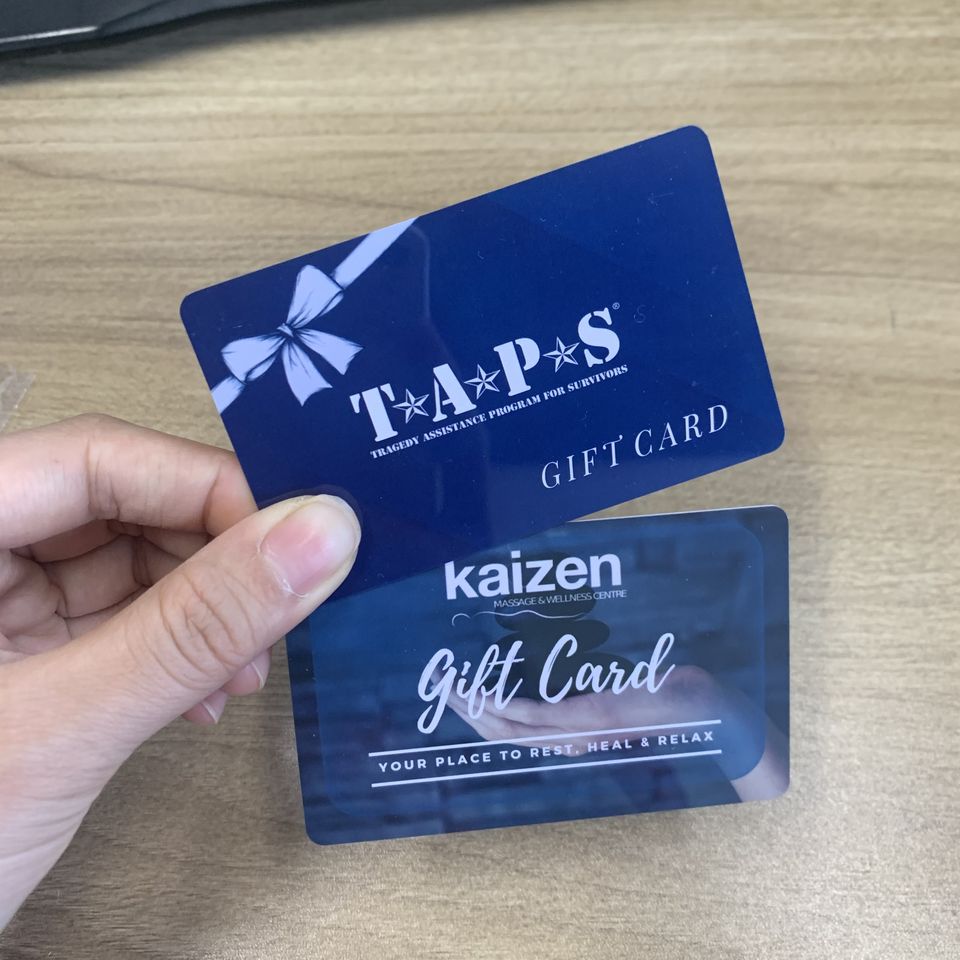 T★A★P★S®
TRAGEDY ASSISTANCE PROGRAM FOR SURVIVORS
GIFT CARD
kaizen
MASSAGE & WELLNESS CENTRE
Gift Card
YOUR PLACE TO REST, HEAL & RELAX